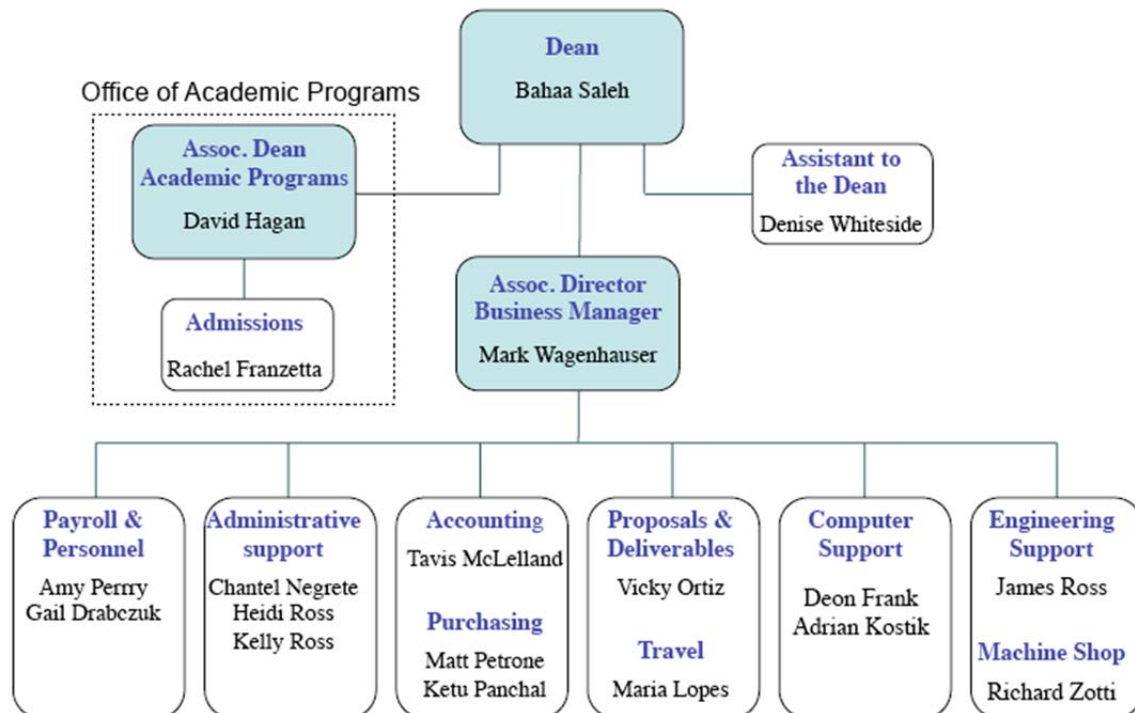 Dean
Bahaa Saleh
Office of Academic Programs
Assoc. Dean
Academic Programs
David Hagan
Assistant to
the Dean
Denise Whiteside
Admissions
Rachel Franzetta
Assoc. Director
Business Manager
Mark Wagenhauser
Payroll &
Personnel
Amy Perrry
Gail Drabczuk
Administrative
support
Chantel Negrete
Heidi Ross
Kelly Ross
Accounting
Tavis McLelland
Purchasing
Matt Petrone
Ketu Panchal
Proposals &
Deliverables
Vicky Ortiz
Travel
Maria Lopes
Computer
Support
Deon Frank
Adrian Kostik
Engineering
Support
James Ross
Machine Shop
Richard Zotti